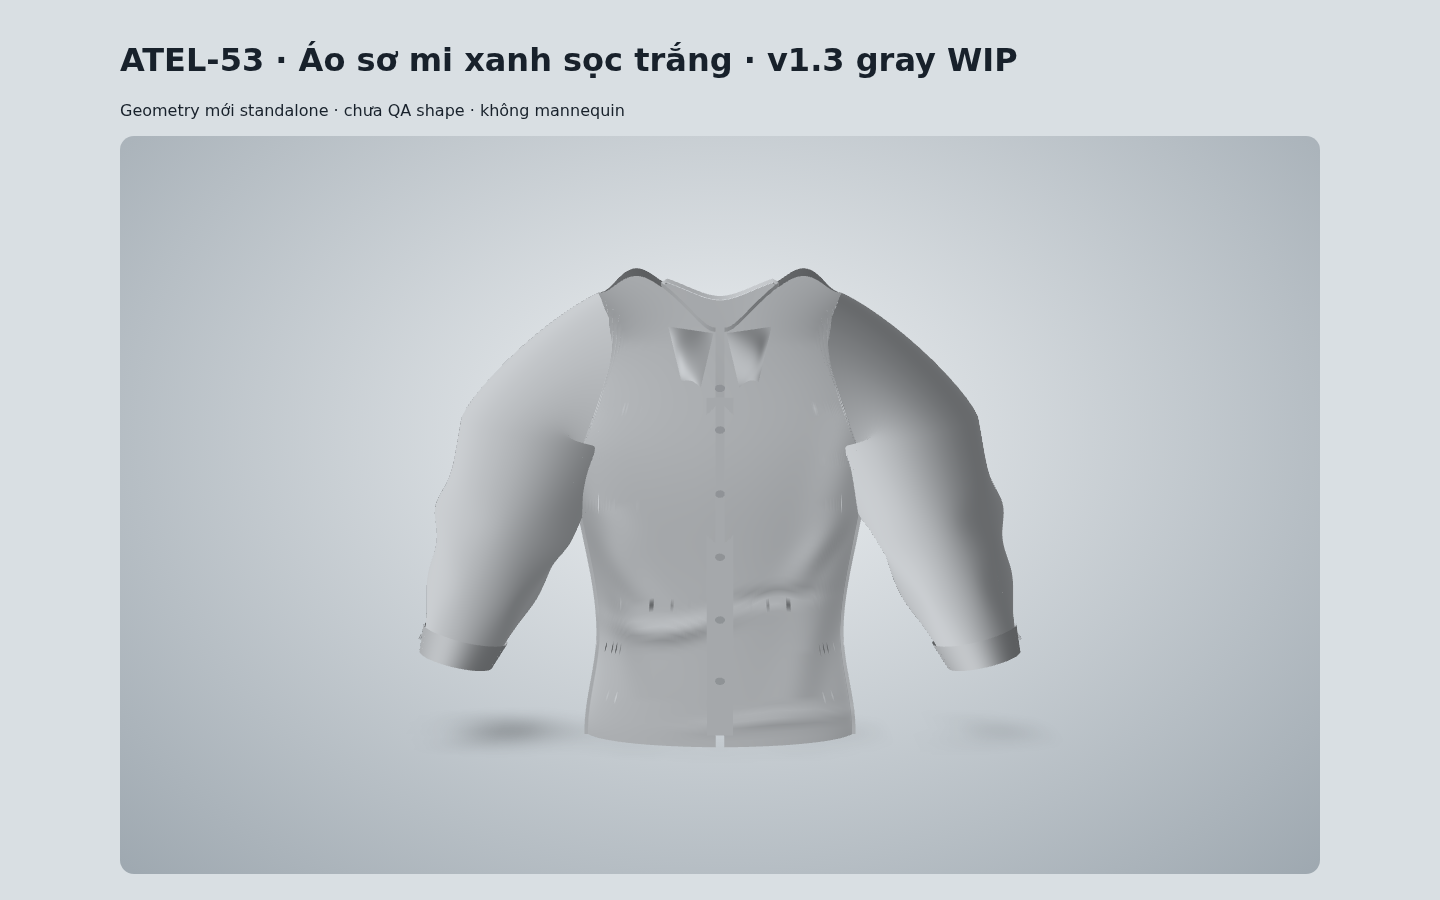 ATEL-53 · Áo sơ mi xanh sọc trắng · v1.3 gray WIP
Geometry mới standalone · chưa QA shape · không mannequin